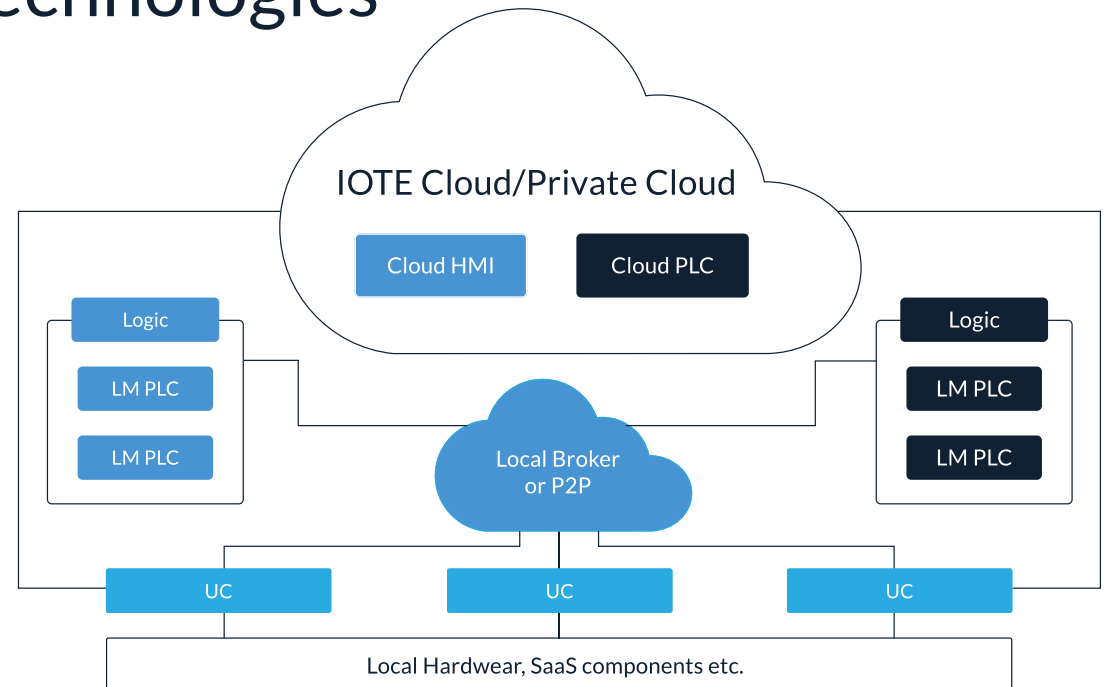 IOTE Cloud/Private Cloud
Cloud HMI
Cloud PLC
Logic
LM PLC
LM PLC
Logic
LM PLC
LM PLC
Local Broker
or P2P
UC
UC
UC
Local Hardwear, SaaS components etc.